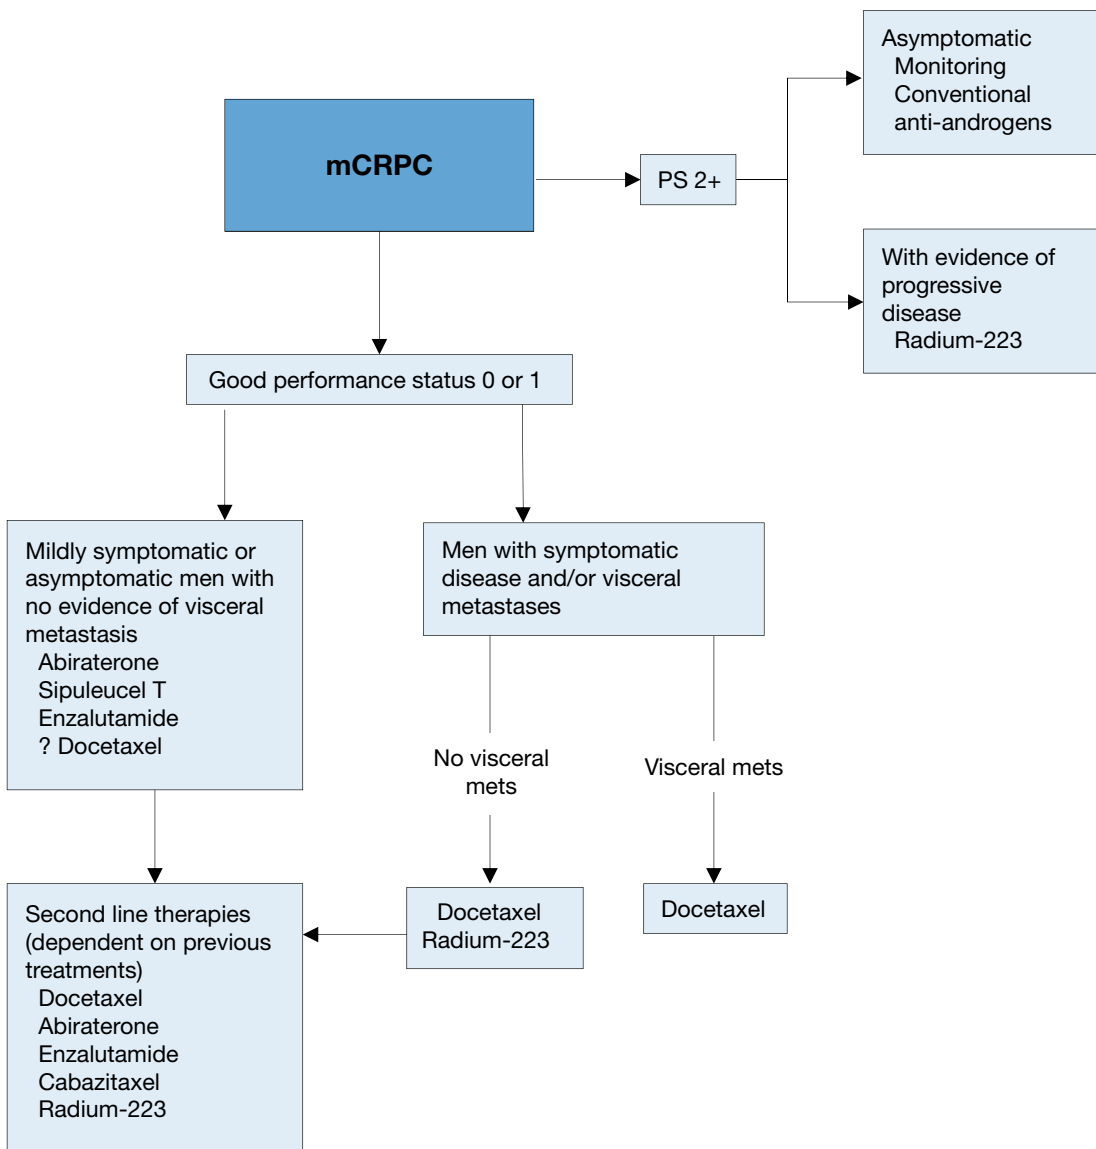 mCRPC
PS 2+
Asymptomatic
Monitoring
Conventional
anti-androgens
With evidence of
progressive
disease
Radium-223
Good performance status 0 or 1
Mildly symptomatic or
asymptomatic men with
no evidence of visceral
metastasis
Abiraterone
Sipuleucel T
Enzalutamide
? Docetaxel
Men with symptomatic
disease and/or visceral
metastases
No visceral
mets
Visceral mets
Second line therapies
(dependent on previous
treatments)
Docetaxel
Abiraterone
Enzalutamide
Cabazitaxel
Radium-223
Docetaxel
Radium-223
Docetaxel